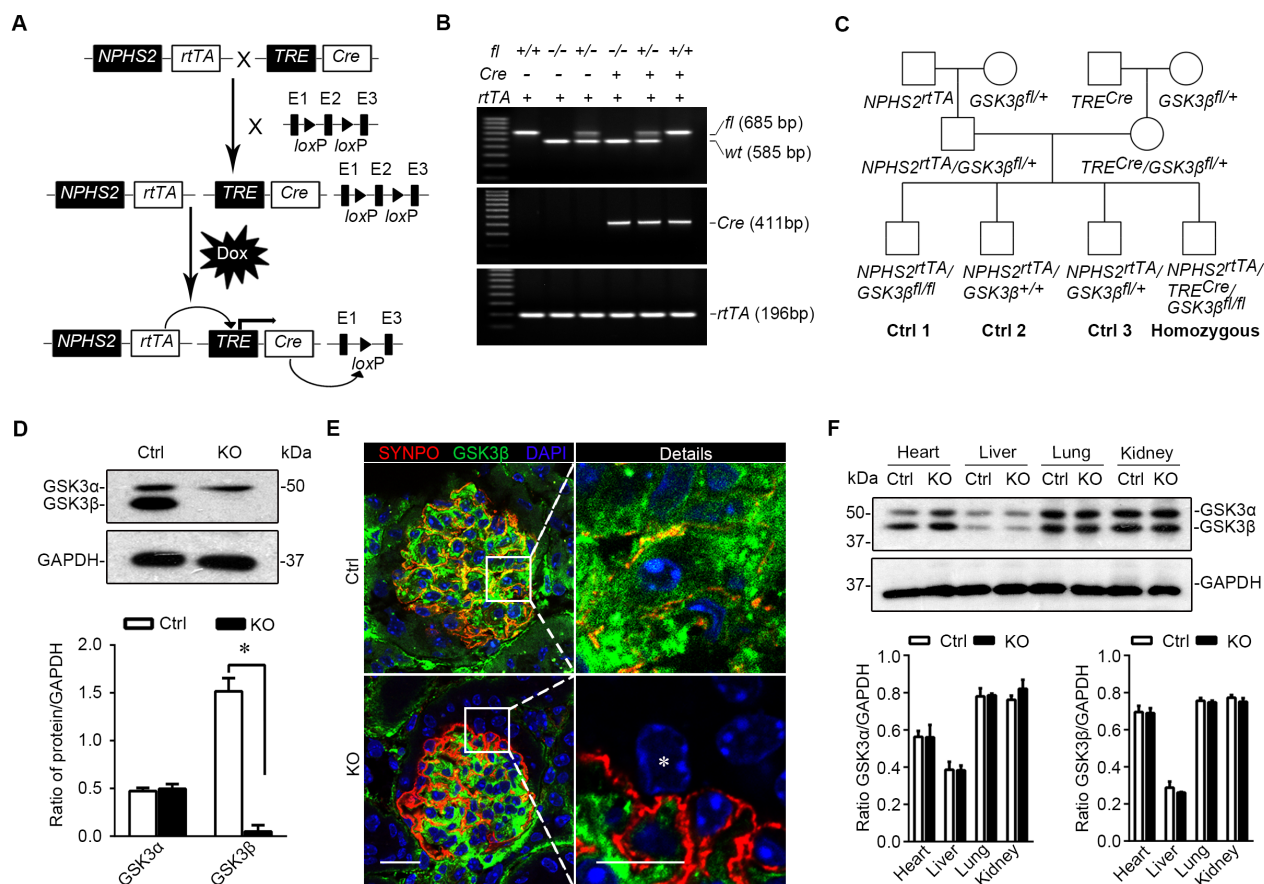 A
NPHS2 rtTA X TRE Cre
E1 E2 E3
X
loxP
NPHS2 rtTA TRE Cre
E1 E2 E3
loxP loxP
Dox
NPHS2 rtTA TRE Cre
E1 E3
loxP
B
fl +/+ -/- +/- -/- +/- +/+
Cre - - - + + +
rtTA + + + + + +
fl (685 bp)
wt (585 bp)
Cre (411bp)
rtTA (196bp)
C
NPHS2rtTA GSK3βfl/+ TRECre GSK3βfl/+
NPHS2rtTA/GSK3βfl/+ TRECre/GSK3βfl/+
NPHS2rtTA/ NPHS2rtTA/ NPHS2rtTA/ NPHS2rtTA/
GSK3βfl/fl GSK3β+/+ GSK3βfl/+ TRECre/
GSK3βfl/fl
Ctrl 1 Ctrl 2 Ctrl 3 Homozygous
D
Ctrl KO kDa
GSK3α- -50
GSK3β-
GAPDH- -37
Ctrl KO
Ratio of protein/GAPDH
2.0
1.5
1.0
0.5
0.0
*
GSK3α GSK3β
E
SYNPO GSK3β DAPI Details
Ctrl
KO
*
F
Heart Liver Lung Kidney
kDa Ctrl KO Ctrl KO Ctrl KO Ctrl KO
50- -GSK3α
-GSK3β
37-
37- -GAPDH
Ctrl KO
Ratio GSK3α/GAPDH
1.0
0.8
0.6
0.4
0.2
0.0
Heart Liver Lung Kidney
Ctrl KO
Ratio GSK3β/GAPDH
1.0
0.8
0.6
0.4
0.2
0.0
Heart Liver Lung Kidney